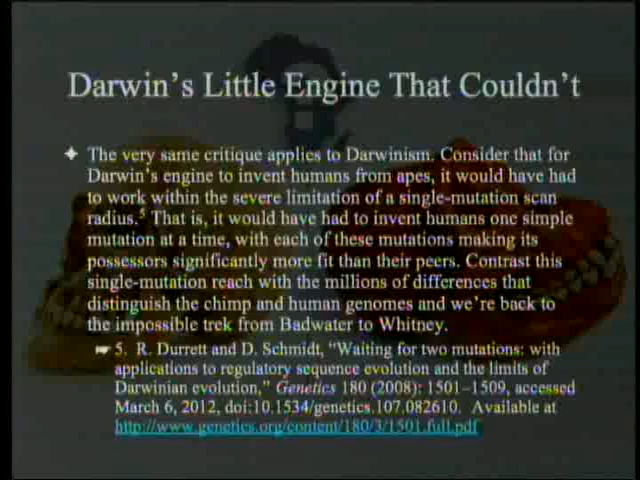 Darwin's Little Engine That Couldn't
The very same critique applies to Darwinism. Consider that for
Darwin's engine to invent humans from apes, it would have had
to work within the severe limitation of a single-mutation scan
radius.5 That is, it would have had to invent humans one simple
mutation at a time, with each of these mutations making its
possessors significantly more fit than their peers. Contrast this
single-mutation reach with the millions of differences that
distinguish the chimp and human genomes and we're back to
the impossible trek from Badwater to Whitney.
5. R. Durrett and D. Schmidt, "Waiting for two mutations: with
applications to regulatory sequence evolution and the limits of
Darwinian evolution," Genetics 180 (2008): 1501–1509, accessed
March 6, 2012, doi:10.1534/genetics.107.082610. Available at
http://www.genetics.org/content/180/3/1501.full.pdf